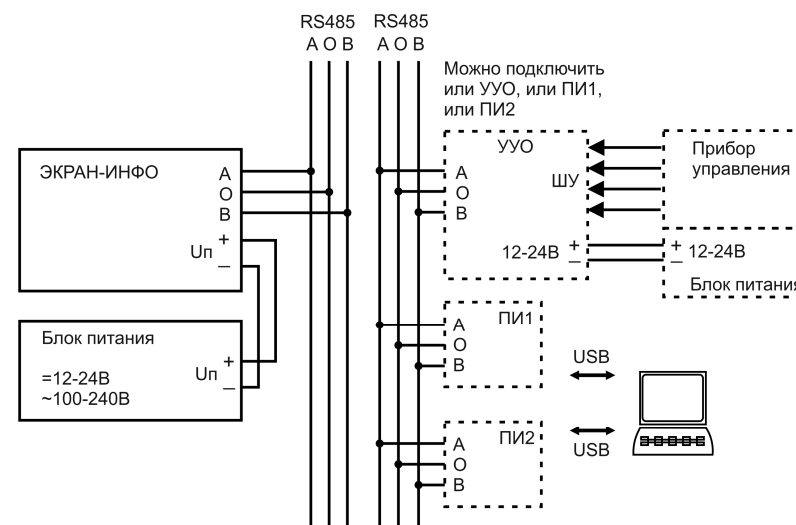 RS485 RS485
А О В А О В
Можно подключить
или УУО, или ПИ1,
или ПИ2
ЭКРАН-ИНФО
А
О
В
Uп
+
–
Блок питания
=12-24В
~100-240В
Uп
+
–
УУО
А
О
В
ШУ
12-24В
+
–
Прибор
управления
+
–
12-24В
Блок питания
ПИ1
А
О
В
USB
ПИ2
А
О
В
USB